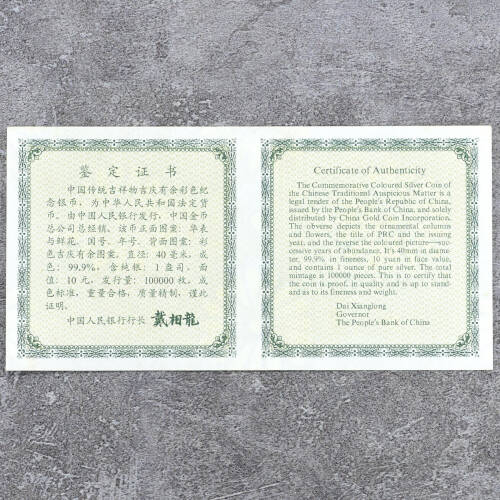 鉴定证书
中国传统吉祥物吉庆有余彩色纪
念银币，为中华人民共和国法定货
币。由中国人民银行发行，中国金币
总公司总经销。该币正面图案：华表
与鲜花、国号、年号，背面图案：彩
色吉庆有余图案。直径：40毫米，成
色：99.9%，含纯银：1盎司，面
值：10元，发行量：100000枚。成
色标准，重量合格，质量精制，谨此
证明。
中国人民银行行长 戴相龍
Certificate of Authenticity
The Commemorative Coloured Silver Coin of
the Chinese Traditional Auspicious Matter is a
legal tender of the People's Republic of China,
issued by the People's Bank of China, and solely
distributed by China Gold Coin Incorporation.
The obverse depicts the ornamental columns
and flowers, the title of PRC and the issuing
year, and the reverse the coloured picture—suc-
cessive years of abundance. It's 40mm in diame-
ter, 99.9% in fineness, 10 yuan in face value,
and contains 1 ounce of pure silver. The total
mintage is 100000 pieces. This is to certify that
the coin is proof, in quality and is up to stand-
ard as to its fineness and weight.
Dai Xianglong
Governor
The People's Bank of China